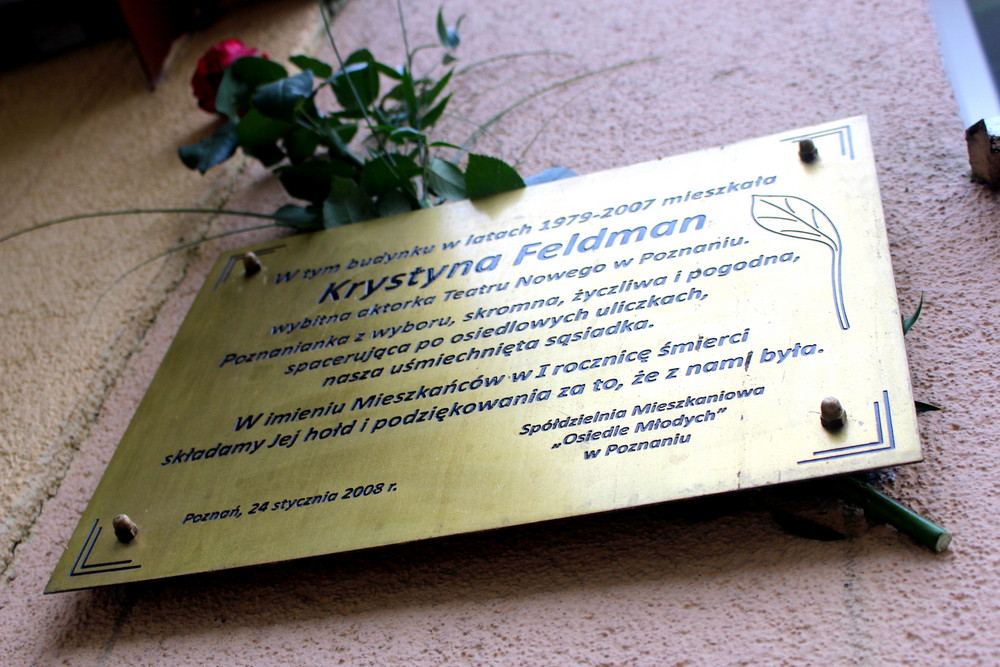 W tym budynku w latach 1979-2007 mieszkała
Krystyna Feldman
wybitna aktorka Teatru Nowego w Poznaniu.
Poznanianka z wyboru, skromna, życzliwa i pogodna,
spacerująca po osiedlowych uliczkach,
nasza uśmiechnięta sąsiadka.
W imieniu Mieszkańców w I rocznicę śmierci
składamy Jej hołd i podziękowania za to, że z nami była.
Spółdzielnia Mieszkaniowa
„Osiedle Młodych”
w Poznaniu
Poznań, 24 stycznia 2008 r.